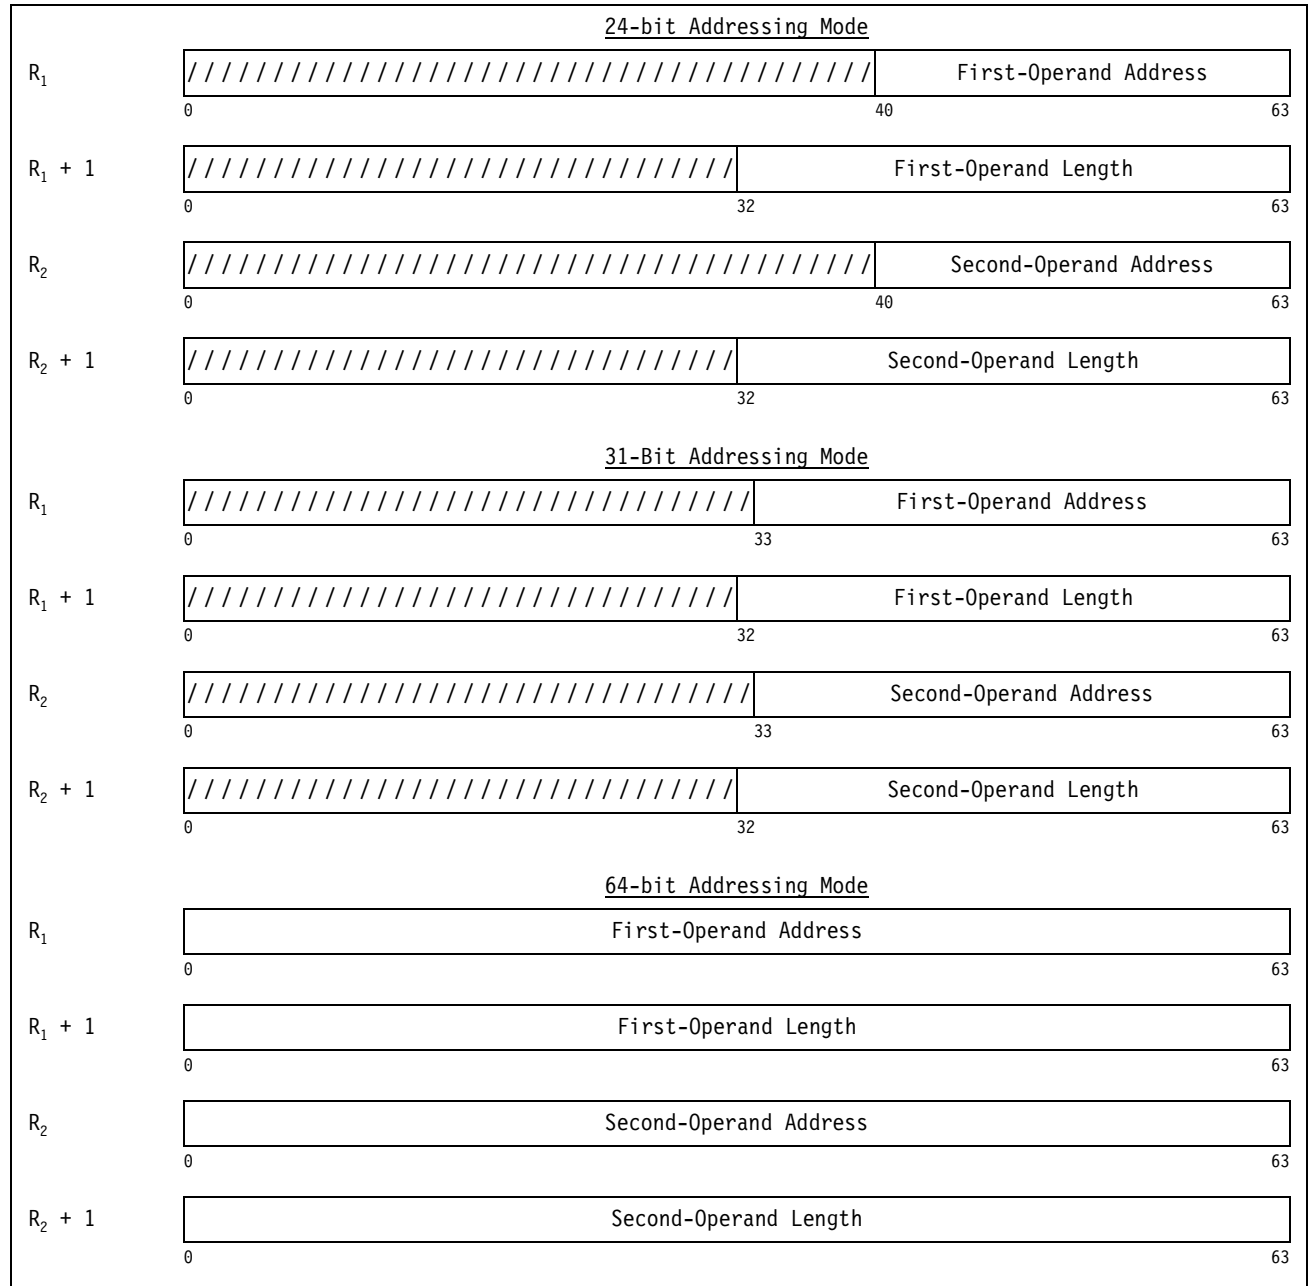 24-bit Addressing Mode
R₁ //////////////////////////////////////// First-Operand Address
0 40 63
R₁ + 1 //////////////////////////////// First-Operand Length
0 32 63
R₂ //////////////////////////////////////// Second-Operand Address
0 40 63
R₂ + 1 //////////////////////////////// Second-Operand Length
0 32 63
31-Bit Addressing Mode
R₁ ///////////////////////////////// First-Operand Address
0 33 63
R₁ + 1 //////////////////////////////// First-Operand Length
0 32 63
R₂ ///////////////////////////////// Second-Operand Address
0 33 63
R₂ + 1 //////////////////////////////// Second-Operand Length
0 32 63
64-bit Addressing Mode
R₁ First-Operand Address
0 63
R₁ + 1 First-Operand Length
0 63
R₂ Second-Operand Address
0 63
R₂ + 1 Second-Operand Length
0 63